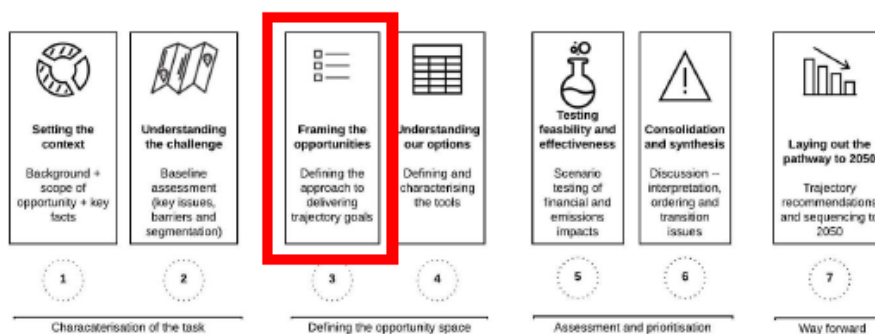 Setting the
context
Background +
scope of
opportunity + key
facts
1
Understanding
the challenge
Baseline
assessment
(key issues,
barriers and
segmentation)
2
Characaterisation of the task
Framing the
opportunities
Defining the
approach to
delivering
trajectory goals
3
Understanding
our options
Defining and
characterising
the tools
4
Defining the opportunity space
Testing
feasbility and
effectiveness
Scenario
testing of
financial and
emissions
impacts
5
Consolidation
and synthesis
Discussion –
interpretation,
ordering and
transition
issues
6
Assessment and prioritisation
Laying out the
pathway to 2050
Trajectory
recommendations
and sequencing to
2050
7
Way forward